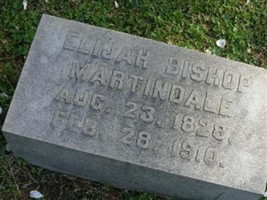 ELIJAH BISHOP
MARTINDALE
AUG. 23. 1828.
FEB. 28. 1910.